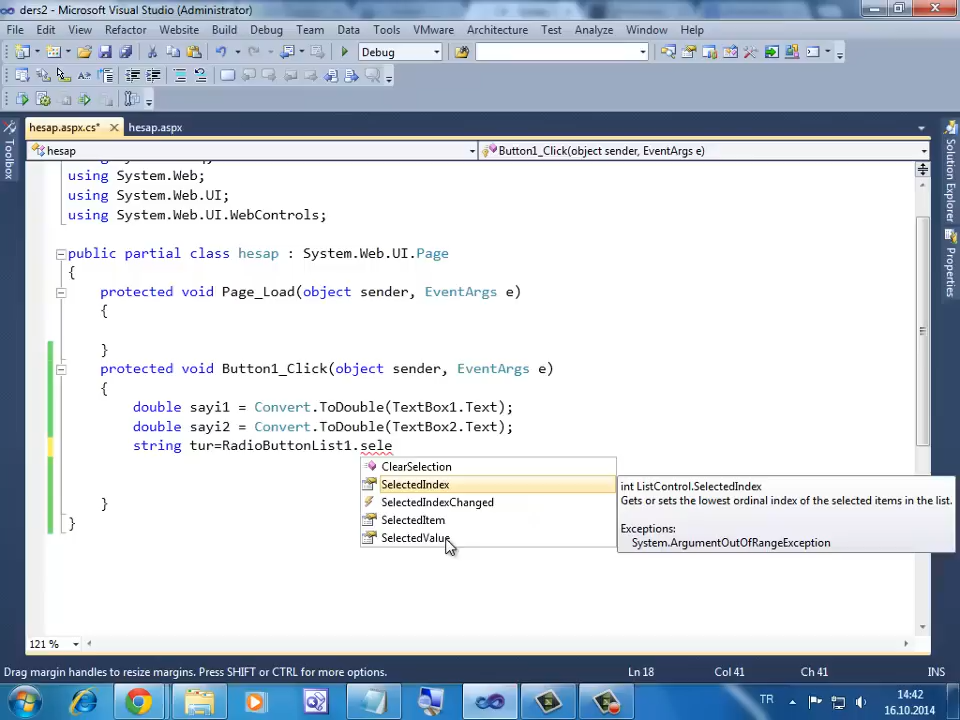 ders2 - Microsoft Visual Studio (Administrator)
File Edit View Refactor Website Build Debug Team Data Tools VMware Architecture Test Analyze Window Help
Debug
hesap.aspx.cs* hesap.aspx
hesap Button1_Click(object sender, EventArgs e)
Toolbox
Solution Explorer
Properties
using System.Web;
using System.Web.UI;
using System.Web.UI.WebControls;
public partial class hesap : System.Web.UI.Page
{
protected void Page_Load(object sender, EventArgs e)
{
}
protected void Button1_Click(object sender, EventArgs e)
{
double sayi1 = Convert.ToDouble(TextBox1.Text);
double sayi2 = Convert.ToDouble(TextBox2.Text);
string tur=RadioButtonList1.sele
ClearSelection
SelectedIndex
SelectedIndexChanged
SelectedItem
SelectedValue
int ListControl.SelectedIndex
Gets or sets the lowest ordinal index of the selected items in the list.
Exceptions:
System.ArgumentOutOfRangeException
}
}
121 %
Drag margin handles to resize margins. Press SHIFT or CTRL for more options. Ln 18 Col 41 Ch 41 INS
TR 14:42
16.10.2014